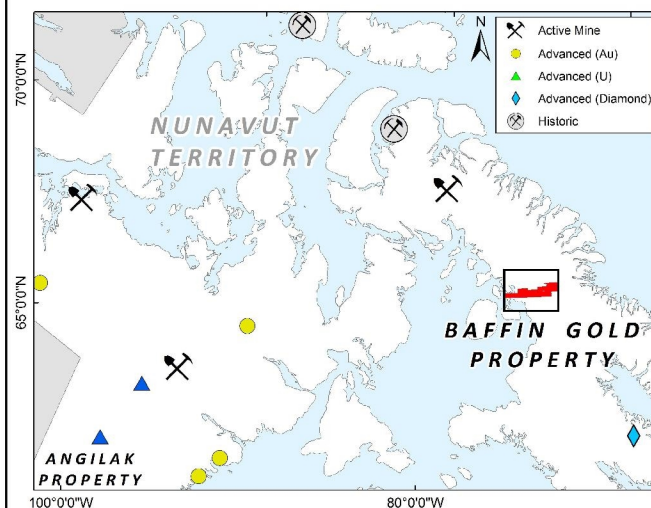 N
Active Mine
Advanced (Au)
Advanced (U)
Advanced (Diamond)
Historic
70°0'0"N
65°0'0"N
NUNAVUT
TERRITORY
BAFFIN GOLD
PROPERTY
ANGILAK
PROPERTY
100°0'0"W
80°0'0"W